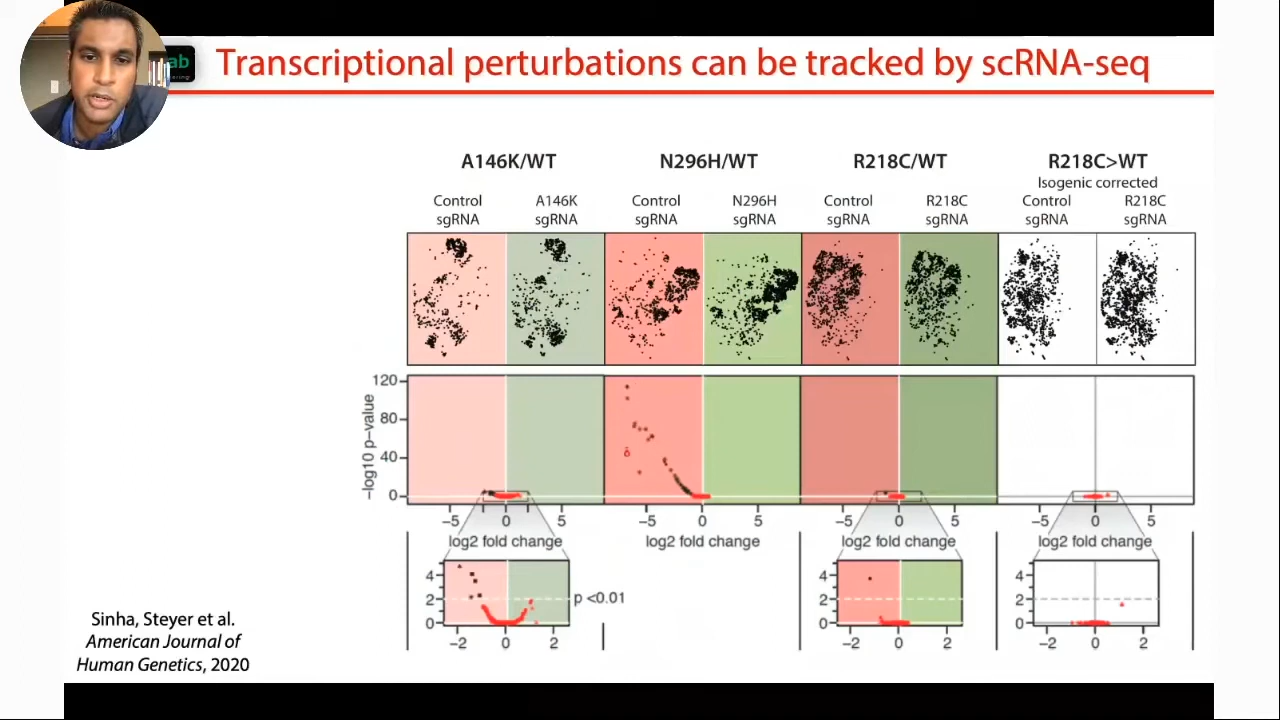 ab
Transcriptional perturbations can be tracked by scRNA-seq
A146K/WT N296H/WT R218C/WT R218C>WT
Isogenic corrected
Control A146K Control N296H Control R218C Control R218C
sgRNA sgRNA sgRNA sgRNA sgRNA sgRNA sgRNA sgRNA
120
80
40
0
−log10 p−value
−5 0 5 −5 0 5 −5 0 5 −5 0 5
log2 fold change log2 fold change log2 fold change log2 fold change
4 4 4
2 p <0.01 2 2
0 0 0
−2 0 2 −2 0 2 −2 0 2
Sinha, Steyer et al.
American Journal of
Human Genetics, 2020